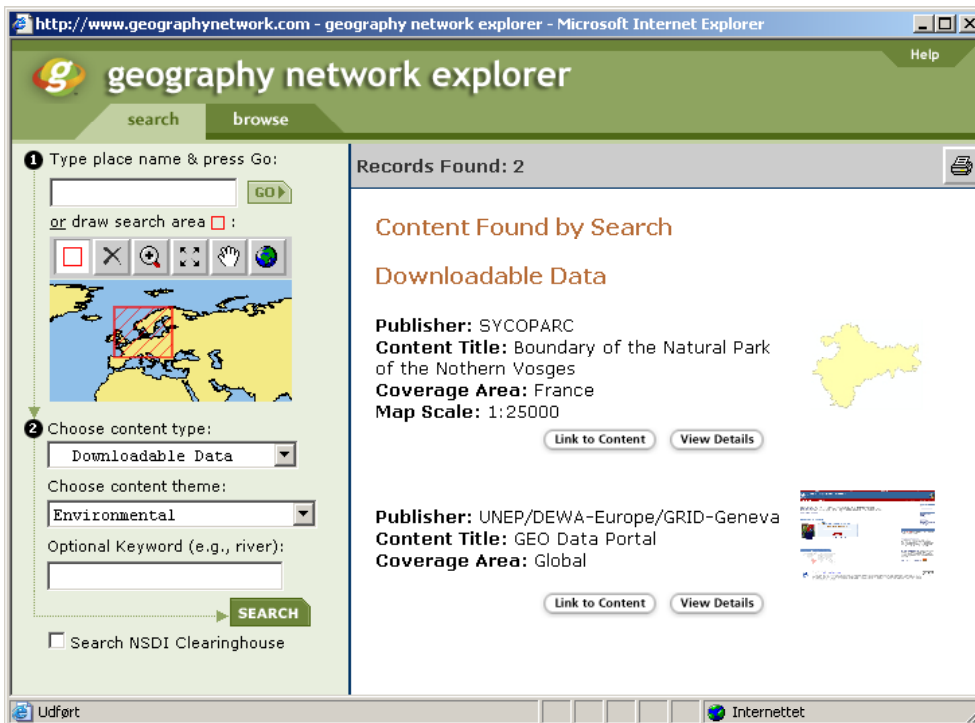 http://www.geographynetwork.com - geography network explorer - Microsoft Internet Explorer
Help
g geography network explorer
search browse
1 Type place name & press Go:
GO
or draw search area :
2 Choose content type:
Downloadable Data
Choose content theme:
Environmental
Optional Keyword (e.g., river):
SEARCH
Search NSDI Clearinghouse
Records Found: 2
Content Found by Search
Downloadable Data
Publisher: SYCOPARC
Content Title: Boundary of the Natural Park
of the Nothern Vosges
Coverage Area: France
Map Scale: 1:25000
Link to Content View Details
Publisher: UNEP/DEWA-Europe/GRID-Geneva
Content Title: GEO Data Portal
Coverage Area: Global
Link to Content View Details
Udført Internettet